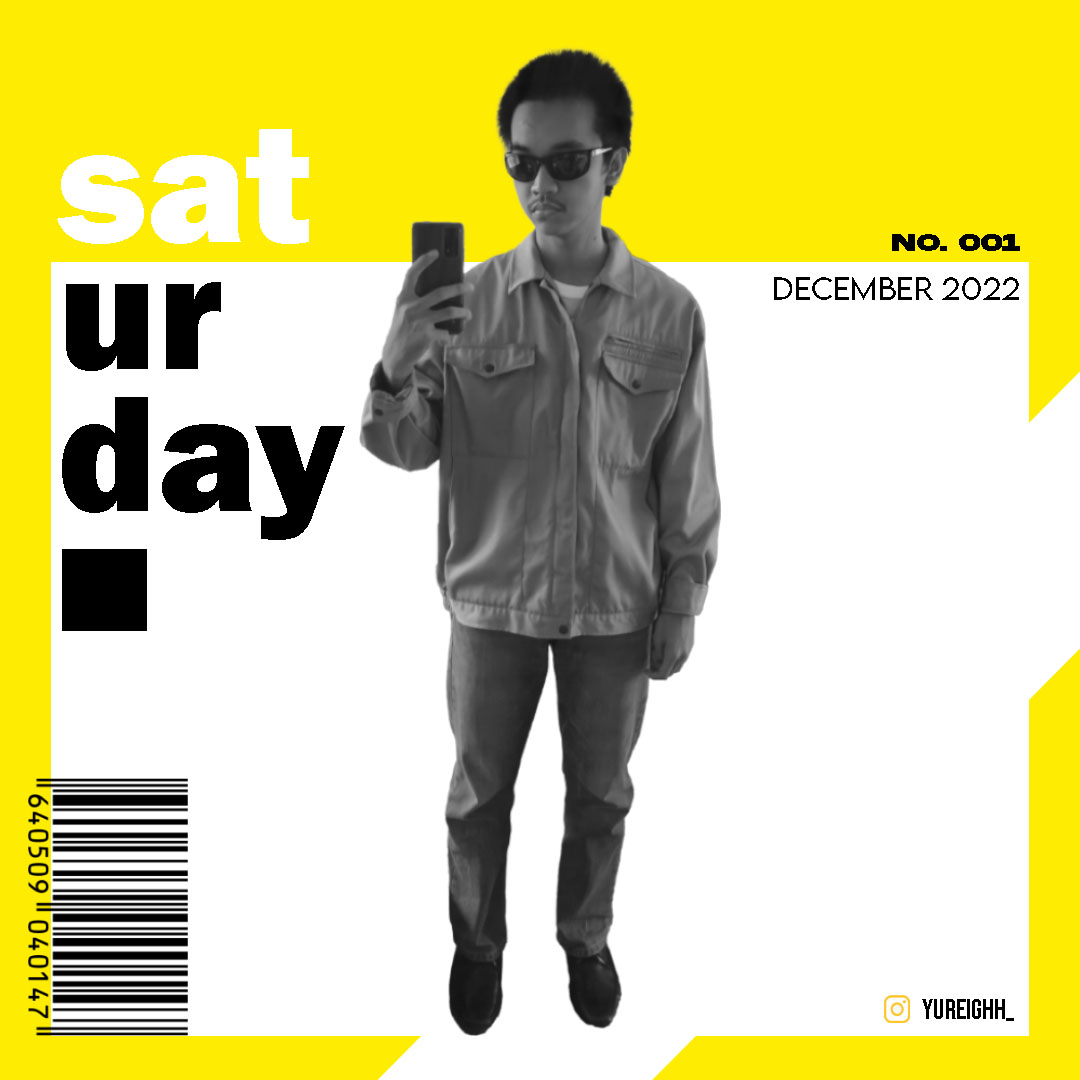 sat
ur
day
NO. 001
DECEMBER 2022
640509 040147
YUREIGHH_